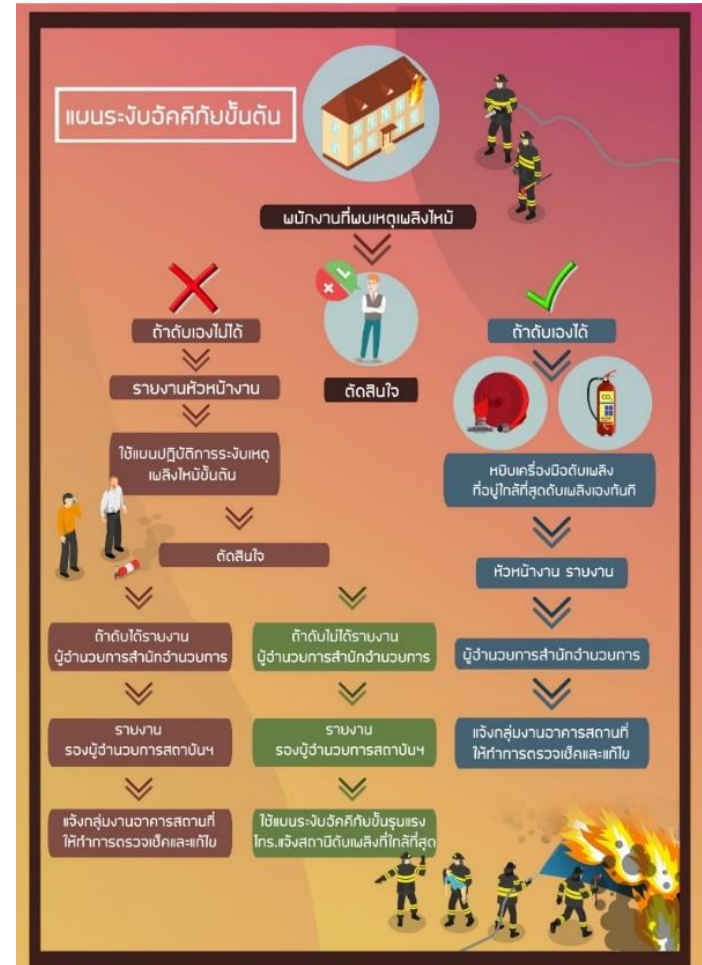 แผนระงับอัคคีภัยขั้นต้น
พนักงานที่พบเหตุเพลิงไหม้
ตัดสินใจ
ถ้าดับเองไม่ได้
รายงานหัวหน้างาน
ใช้แผนปฏิบัติการระงับเหตุ
เพลิงไหม้ขั้นต้น
ตัดสินใจ
ถ้าดับได้รายงาน
ผู้อำนวยการสำนักอำนวยการ
รายงาน
รองผู้อำนวยการสถาบันฯ
แจ้งกลุ่มงานอาคารสถานที่
ให้ทำการตรวจเช็คและแก้ไข
ถ้าดับไม่ได้รายงาน
ผู้อำนวยการสำนักอำนวยการ
รายงาน
รองผู้อำนวยการสถาบันฯ
ใช้แผนระงับอัคคีภัยขั้นรุนแรง
โทร.แจ้งสถานีดับเพลิงที่ใกล้ที่สุด
ถ้าดับเองได้
CO₂
หยิบเครื่องมือดับเพลิง
ที่อยู่ใกล้ที่สุดดับเพลิงเองทันที
หัวหน้างาน รายงาน
ผู้อำนวยการสำนักอำนวยการ
แจ้งกลุ่มงานอาคารสถานที่
ให้ทำการตรวจเช็คและแก้ไข